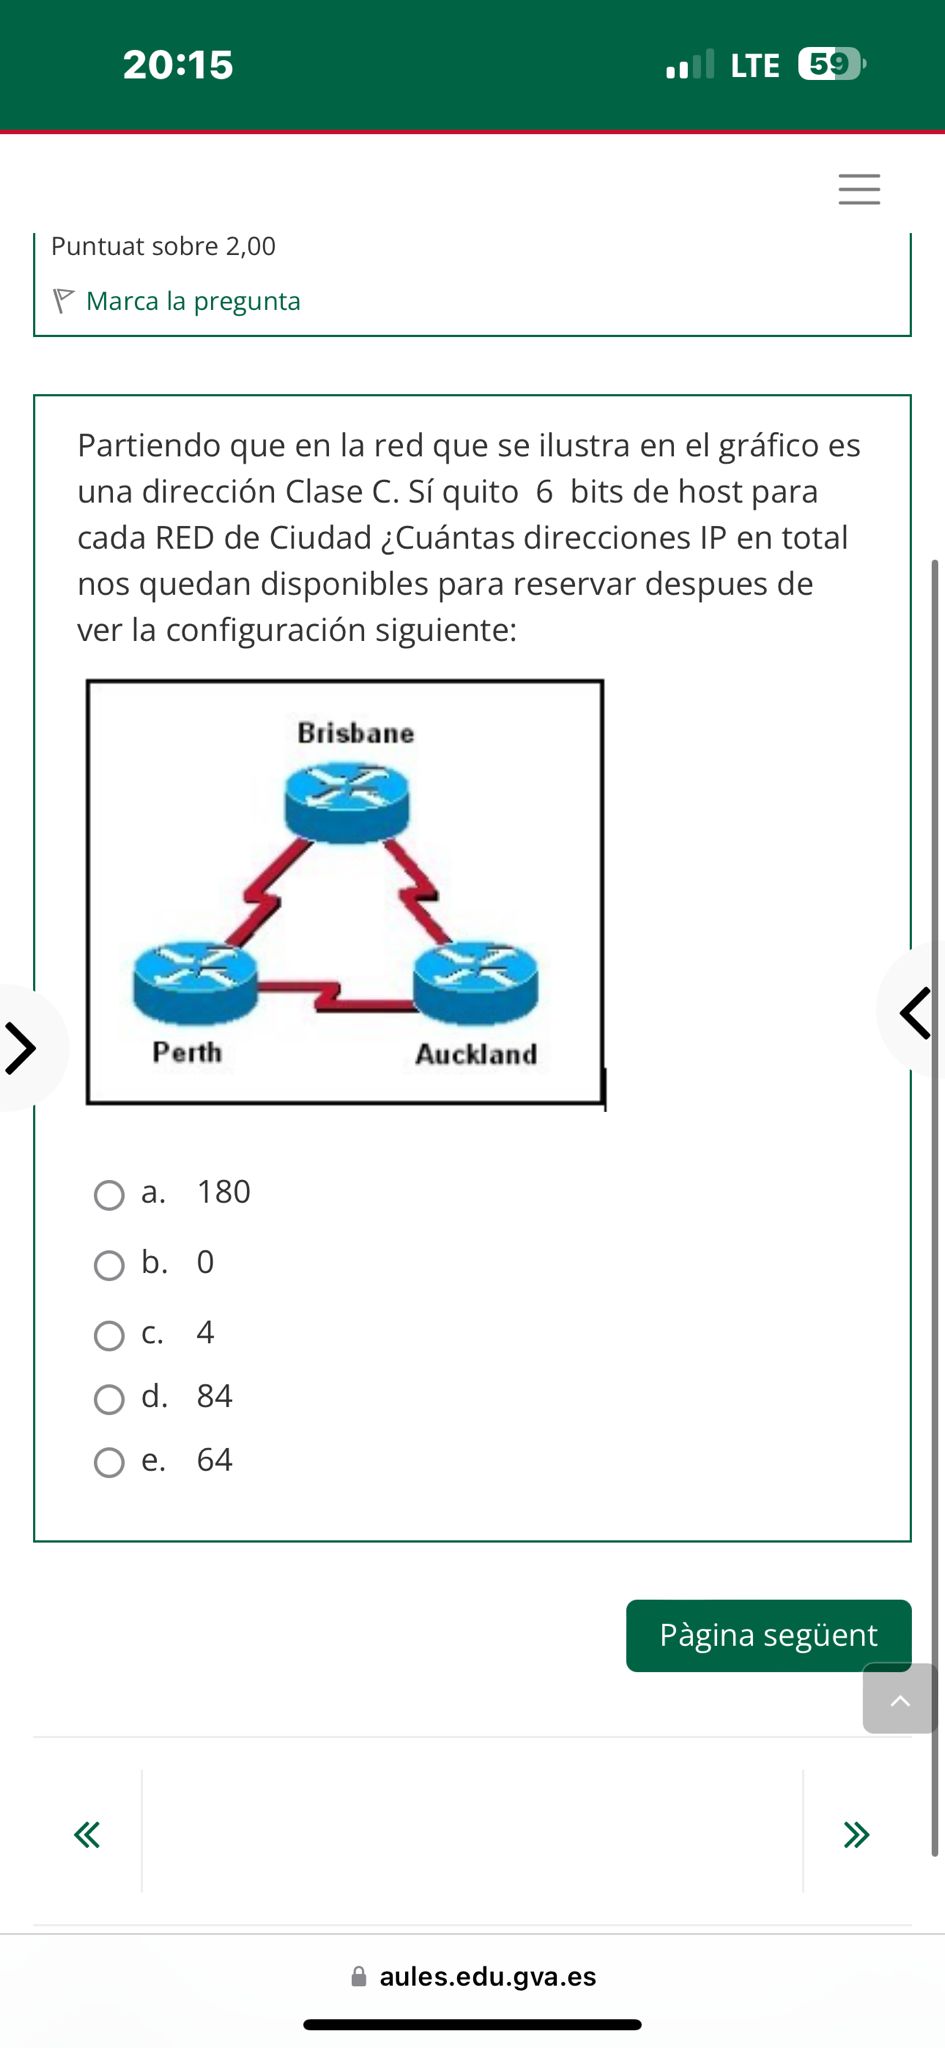 20:15
LTE 59
Puntuat sobre 2,00
Marca la pregunta
Partiendo que en la red que se ilustra en el gráfico es
una dirección Clase C. Sí quito 6 bits de host para
cada RED de Ciudad ¿Cuántas direcciones IP en total
nos quedan disponibles para reservar despues de
ver la configuración siguiente:
Brisbane
Perth
Auckland
a. 180
b. 0
c. 4
d. 84
e. 64
Pàgina següent
aules.edu.gva.es